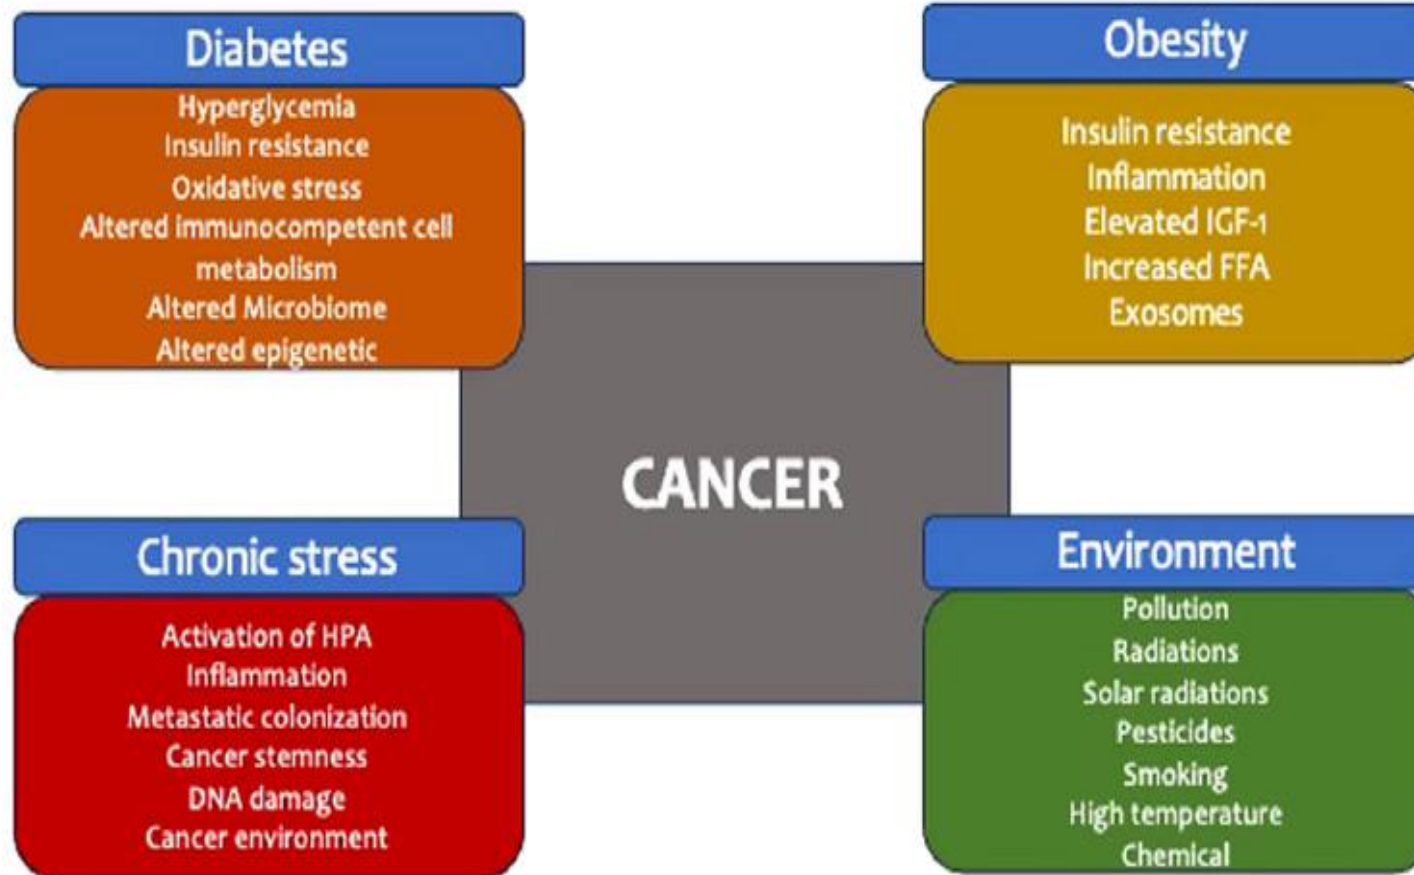 Diabetes
Hyperglycemia
Insulin resistance
Oxidative stress
Altered immunocompetent cell
metabolism
Altered Microbiome
Altered epigenetic
Obesity
Insulin resistance
Inflammation
Elevated IGF-1
Increased FFA
Exosomes
CANCER
Chronic stress
Activation of HPA
Inflammation
Metastatic colonization
Cancer stemness
DNA damage
Cancer environment
Environment
Pollution
Radiations
Solar radiations
Pesticides
Smoking
High temperature
Chemical